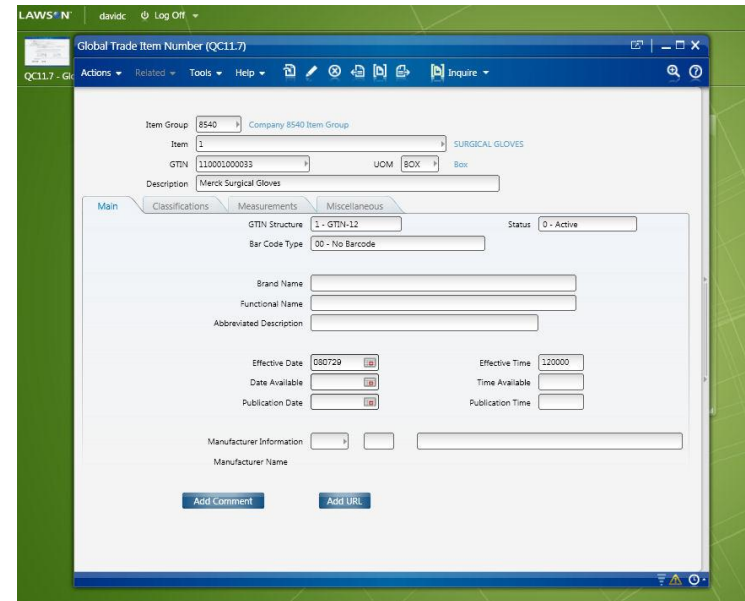 LAWSON davidc Log Off
Global Trade Item Number (QC11.7)
QC11.7 - Glo
Actions Related Tools Help Inquire
Item Group 8540 Company 8540 Item Group
Item 1 SURGICAL GLOVES
GTIN 110001000033 UOM BOX Box
Description Merck Surgical Gloves
Main Classifications Measurements Miscellaneous
GTIN Structure 1 - GTIN-12 Status 0 - Active
Bar Code Type 00 - No Barcode
Brand Name
Functional Name
Abbreviated Description
Effective Date 080729 Effective Time 120000
Date Available Time Available
Publication Date Publication Time
Manufacturer Information
Manufacturer Name
Add Comment Add URL